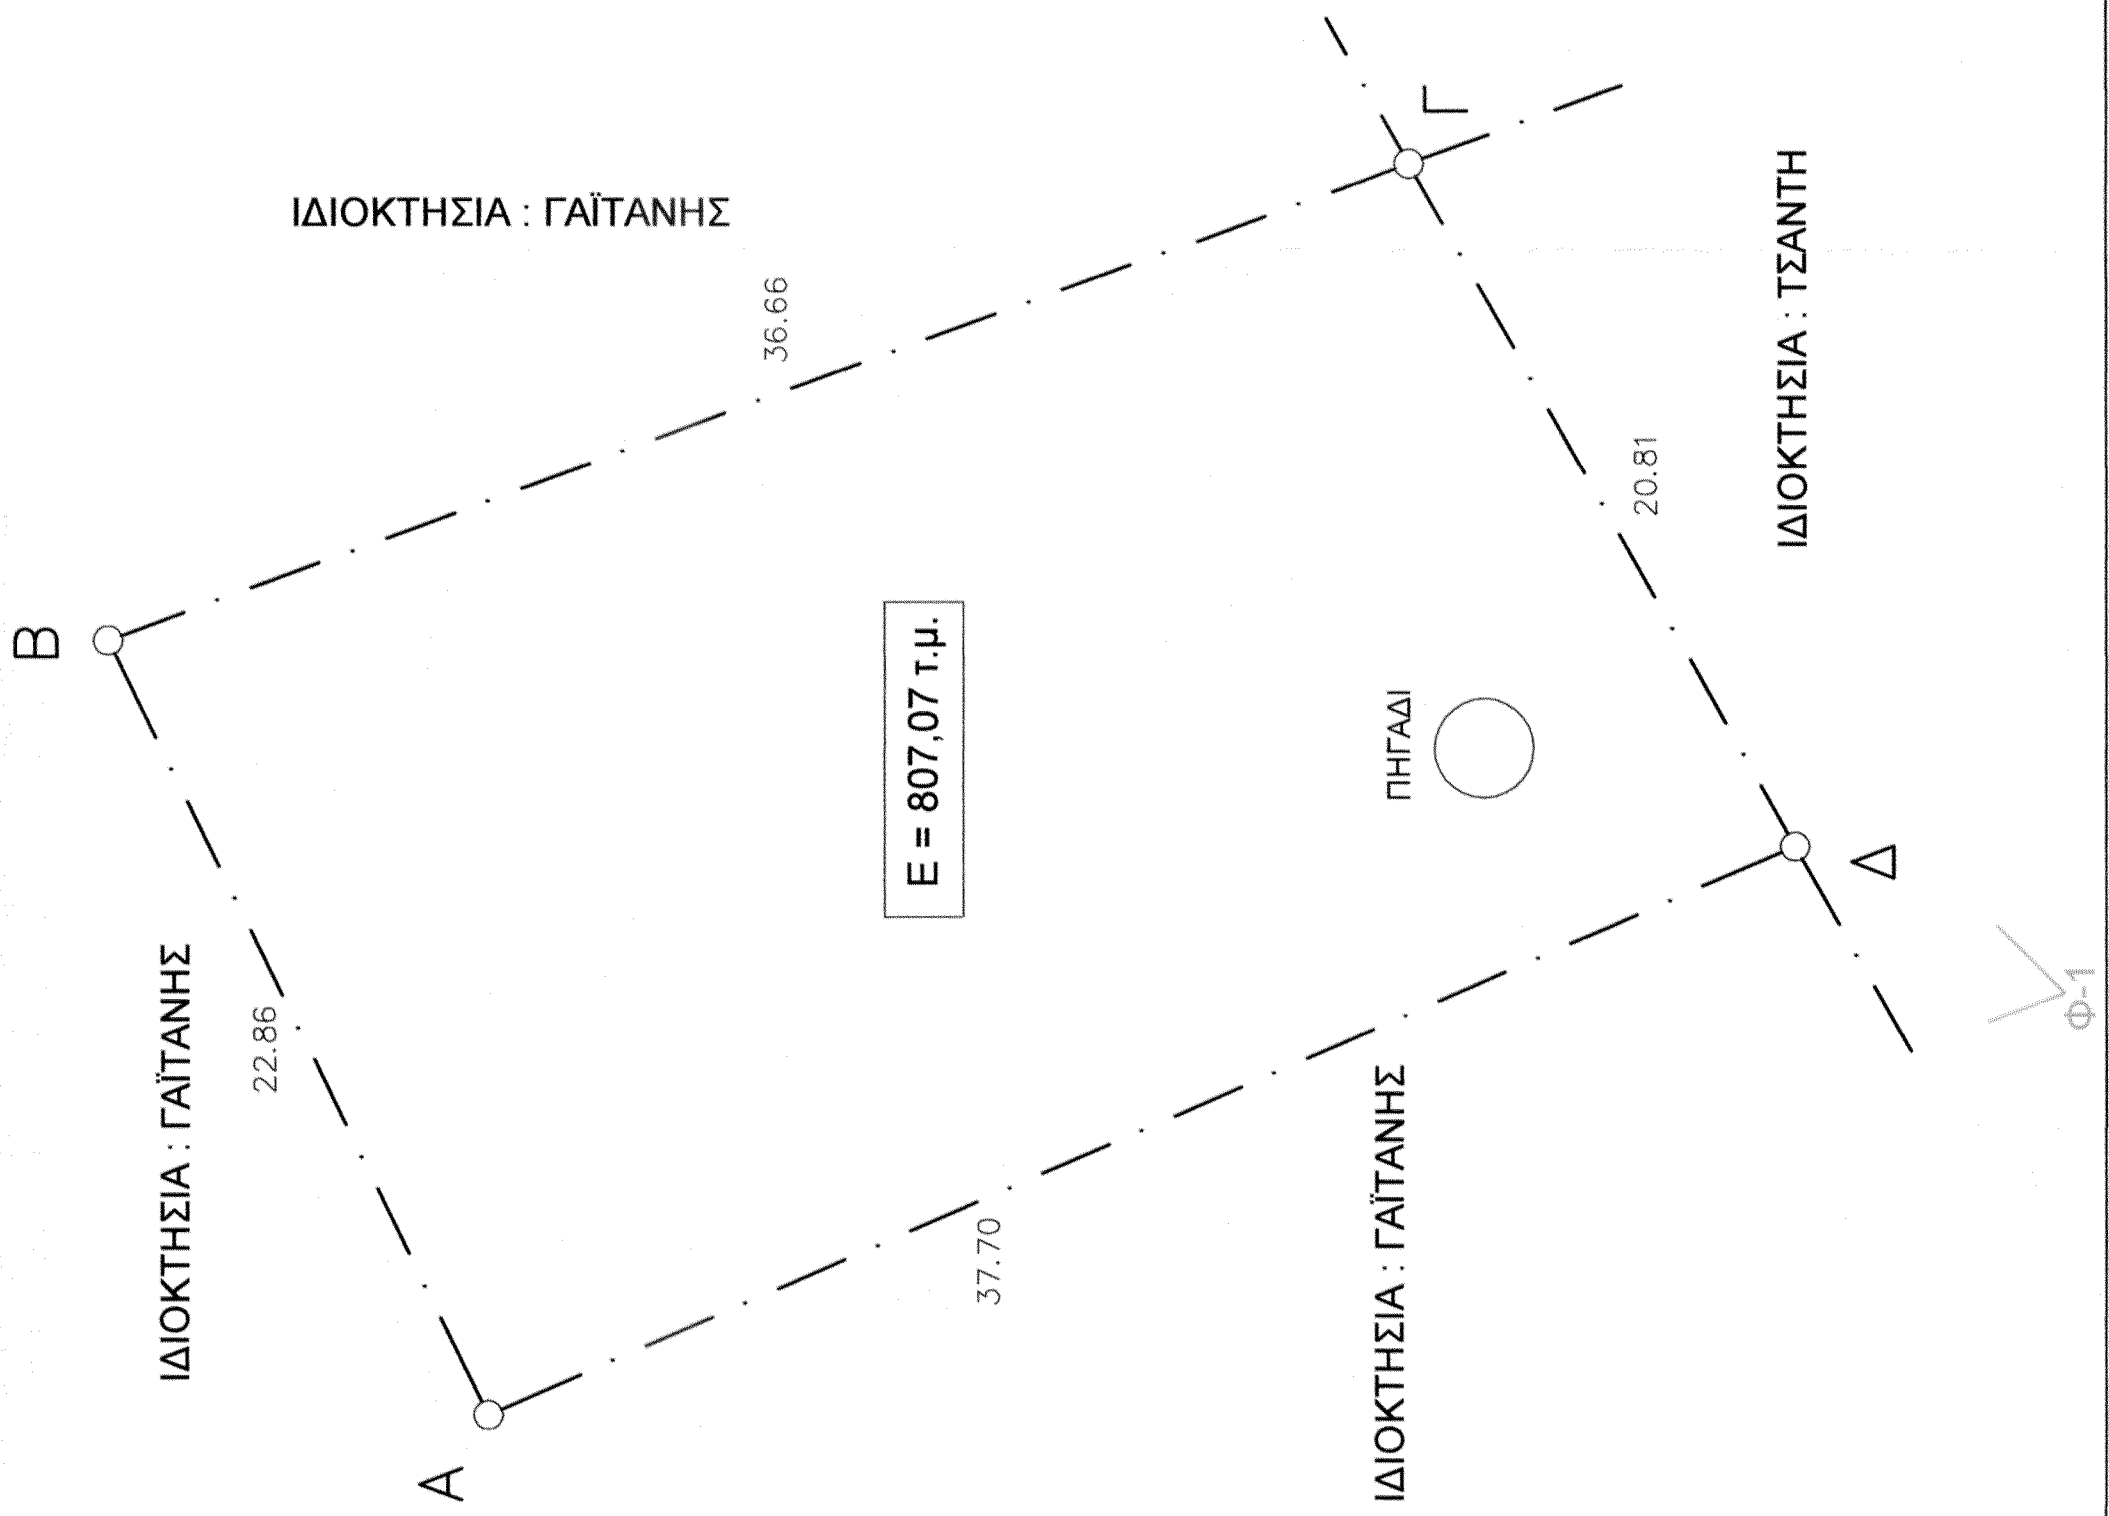 Β
ΙΔΙΟΚΤΗΣΙΑ : ΓΑΪΤΑΝΗΣ
ΙΔΙΟΚΤΗΣΙΑ : ΓΑΪΤΑΝΗΣ
22.86
36.66
Γ
Α
Ε = 807,07 τ.μ.
37.70
ΠΗΓΑΔΙ
20.81
ΙΔΙΟΚΤΗΣΙΑ : ΓΑΪΤΑΝΗΣ
ΙΔΙΟΚΤΗΣΙΑ : ΤΣΑΝΤΗ
Δ
Φ-1